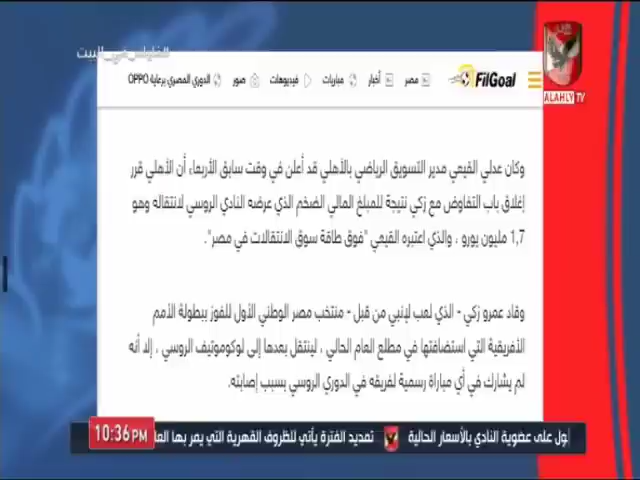 #خليك_في_البيت
ALAHLY TV
FilGoal
مصر
أخبار
مباريات
فيديوهات
صور
الدوري المصري برعاية OPPO
وكان عدلي القيعي مدير التسويق الرياضي بالأهلي قد أعلن في وقت سابق الأربعاء أن الأهلي قرر
إغلاق باب التفاوض مع زكي نتيجة للمبلغ المالي الضخم الذي عرضه النادي الروسي لانتقاله وهو
1,7 مليون يورو ، والذي اعتبره القيعي "فوق طاقة سوق الانتقالات في مصر".
وقاد عمرو زكي - الذي لعب لإنبي من قبل - منتخب مصر الوطني الأول للفوز ببطولة الأمم
الأفريقية التي استضافتها في مطلع العام الحالي ، لينتقل بعدها إلى لوكوموتيف الروسي ، إلا أنه
لم يشارك في أي مباراة رسمية لفريقه في الدوري الروسي بسبب إصابته.
ول على عضوية النادي بالأسعار الحالية تمديد الفترة يأتي للظروف القهرية التي يمر بها العا
10:36 PM